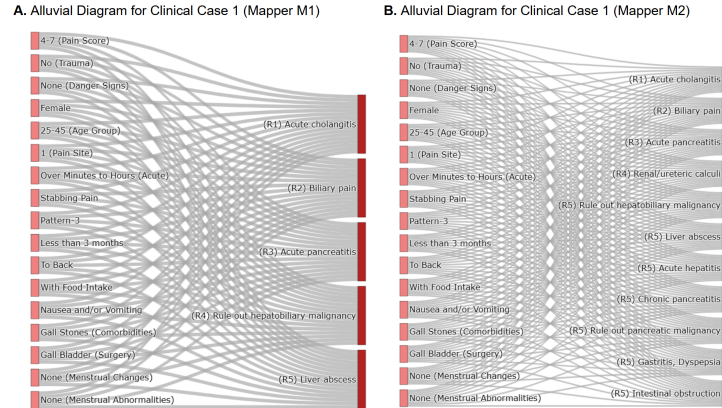 A. Alluvial Diagram for Clinical Case 1 (Mapper M1)
4-7 (Pain Score)
No (Trauma)
None (Danger Signs)
Female
25-45 (Age Group)
1 (Pain Site)
Over Minutes to Hours (Acute)
Stabbing Pain
Pattern-3
Less than 3 months
To Back
With Food Intake
Nausea and/or Vomiting
Gall Stones (Comorbidities)
Gall Bladder (Surgery)
None (Menstrual Changes)
None (Menstrual Abnormalities)
(R1) Acute cholangitis
(R2) Biliary pain
(R3) Acute pancreatitis
(R4) Rule out hepatobiliary malignancy
(R5) Liver abscess
B. Alluvial Diagram for Clinical Case 1 (Mapper M2)
4-7 (Pain Score)
No (Trauma)
None (Danger Signs)
Female
25-45 (Age Group)
1 (Pain Site)
Over Minutes to Hours (Acute)
Stabbing Pain
Pattern-3
Less than 3 months
To Back
With Food Intake
Nausea and/or Vomiting
Gall Stones (Comorbidities)
Gall Bladder (Surgery)
None (Menstrual Changes)
None (Menstrual Abnormalities)
(R1) Acute cholangitis
(R2) Biliary pain
(R3) Acute pancreatitis
(R4) Renal/ureteric calculi
(R5) Rule out hepatobiliary malignancy
(R5) Liver abscess
(R5) Acute hepatitis
(R5) Chronic pancreatitis
(R5) Rule out pancreatic malignancy
(R5) Gastritis, Dyspepsia
(R5) Intestinal obstruction